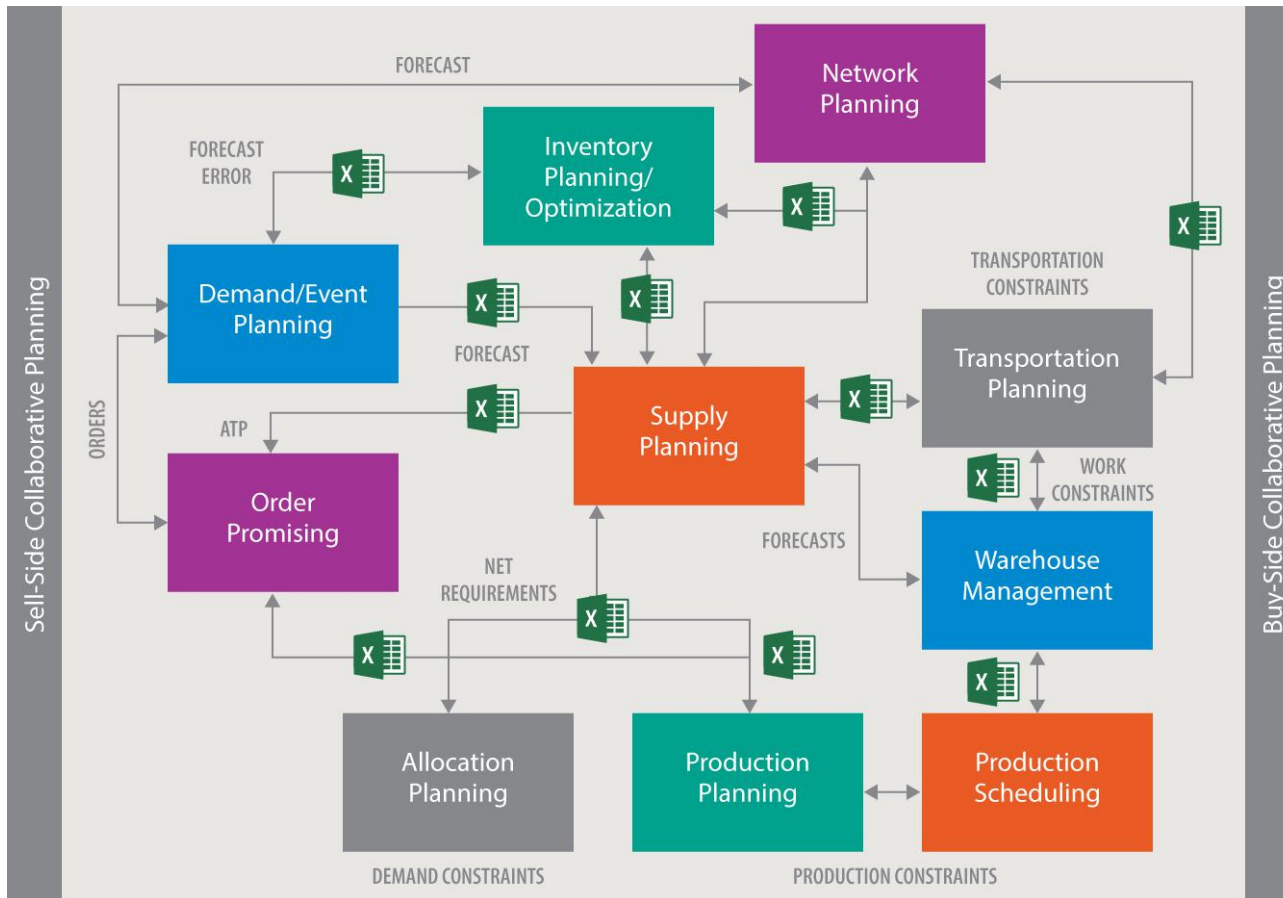 Sell-Side Collaborative Planning
Buy-Side Collaborative Planning
FORECAST
Network
Planning
FORECAST
ERROR
X
Inventory
Planning/
Optimization
X
X
Demand/Event
Planning
X
FORECAST
X
TRANSPORTATION
CONSTRAINTS
Transportation
Planning
Supply
Planning
X
ORDERS
ATP
X
X
WORK
CONSTRAINTS
Order
Promising
FORECASTS
Warehouse
Management
NET
REQUIREMENTS
X
X
X
X
Allocation
Planning
Production
Planning
Production
Scheduling
DEMAND CONSTRAINTS
PRODUCTION CONSTRAINTS